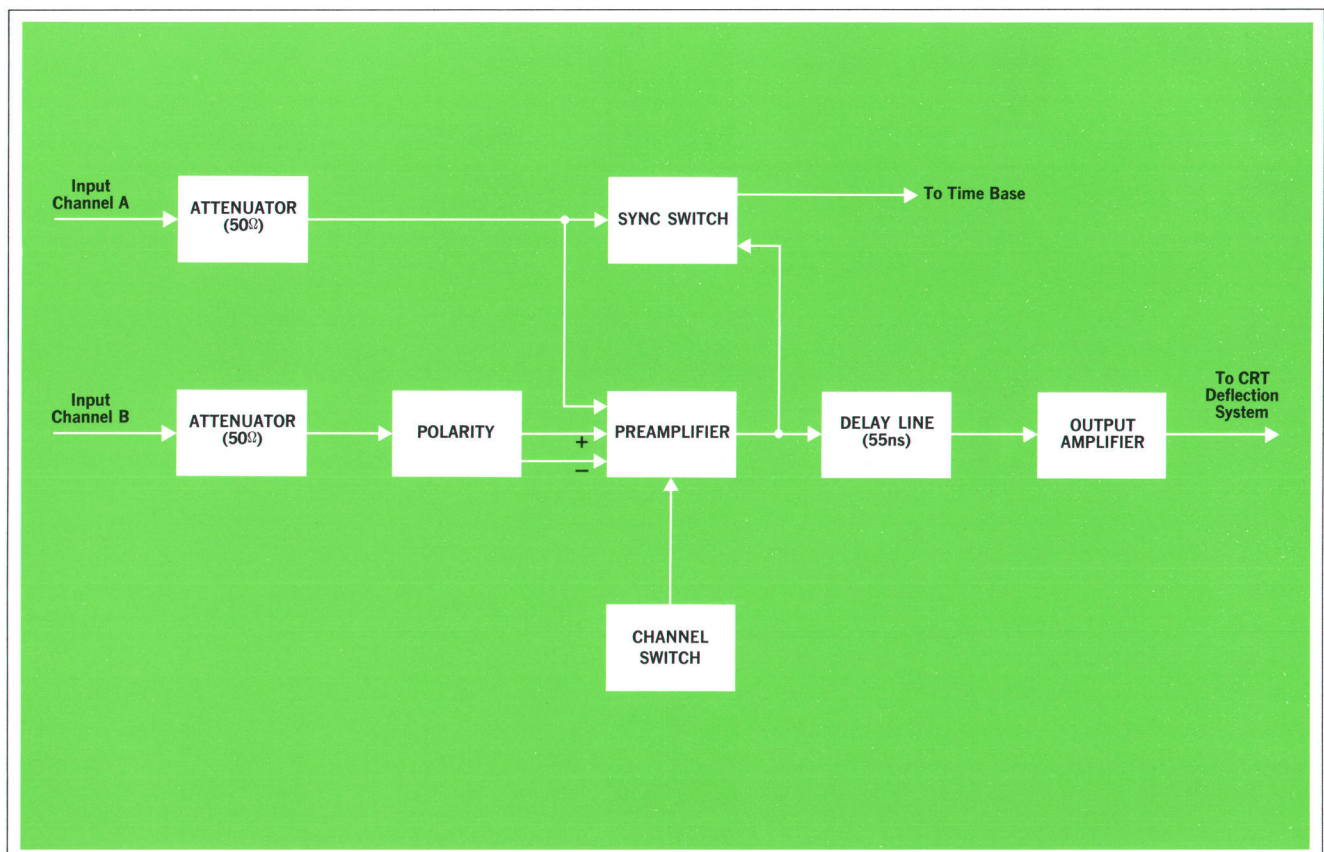 Input
Channel A
ATTENUATOR
(50Ω)
SYNC SWITCH
To Time Base
Input
Channel B
ATTENUATOR
(50Ω)
POLARITY
+
−
PREAMPLIFIER
DELAY LINE
(55ns)
OUTPUT
AMPLIFIER
To CRT
Deflection
System
CHANNEL
SWITCH